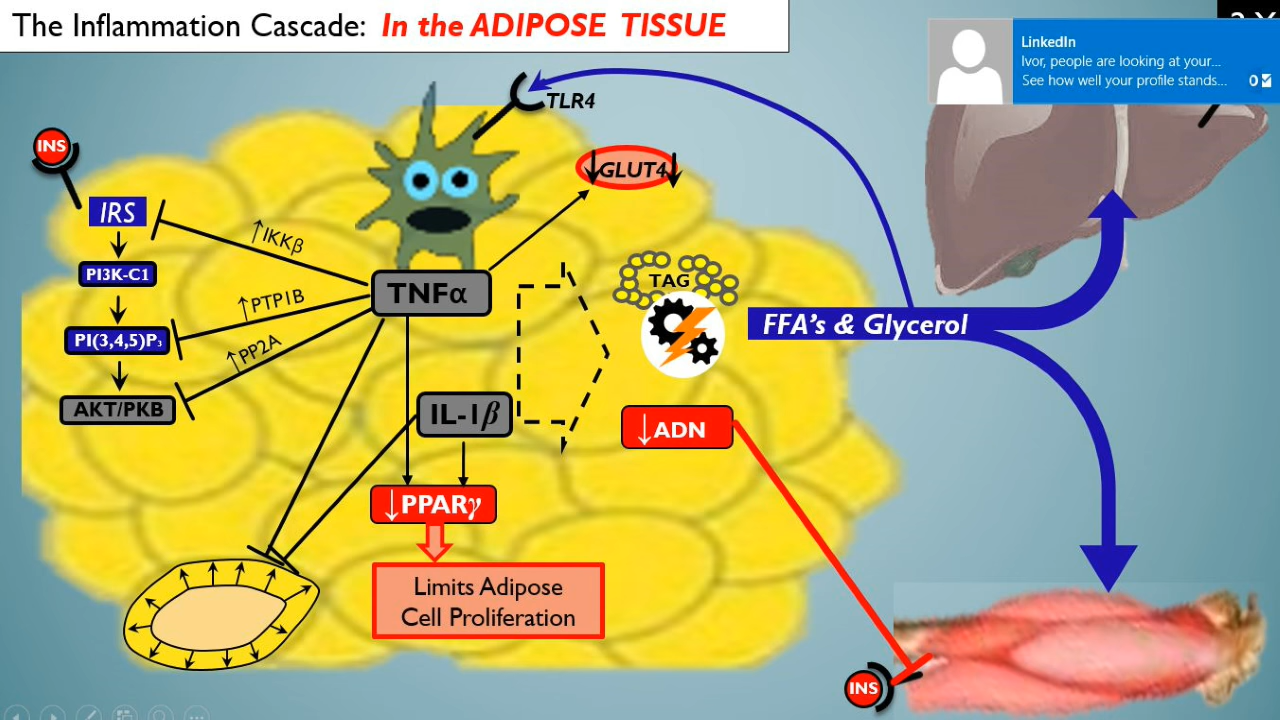 The Inflammation Cascade: In the ADIPOSE TISSUE
LinkedIn
Ivor, people are looking at your...
See how well your profile stands...
0
TLR4
INS
↓GLUT4↓
IRS
↑IKKβ
PI3K-C1
TNFα
TAG
↑PTP1B
PI(3,4,5)P₃
FFA's & Glycerol
↑PP2A
AKT/PKB
IL-1β
↓ADN
↓PPARγ
Limits Adipose
Cell Proliferation
INS